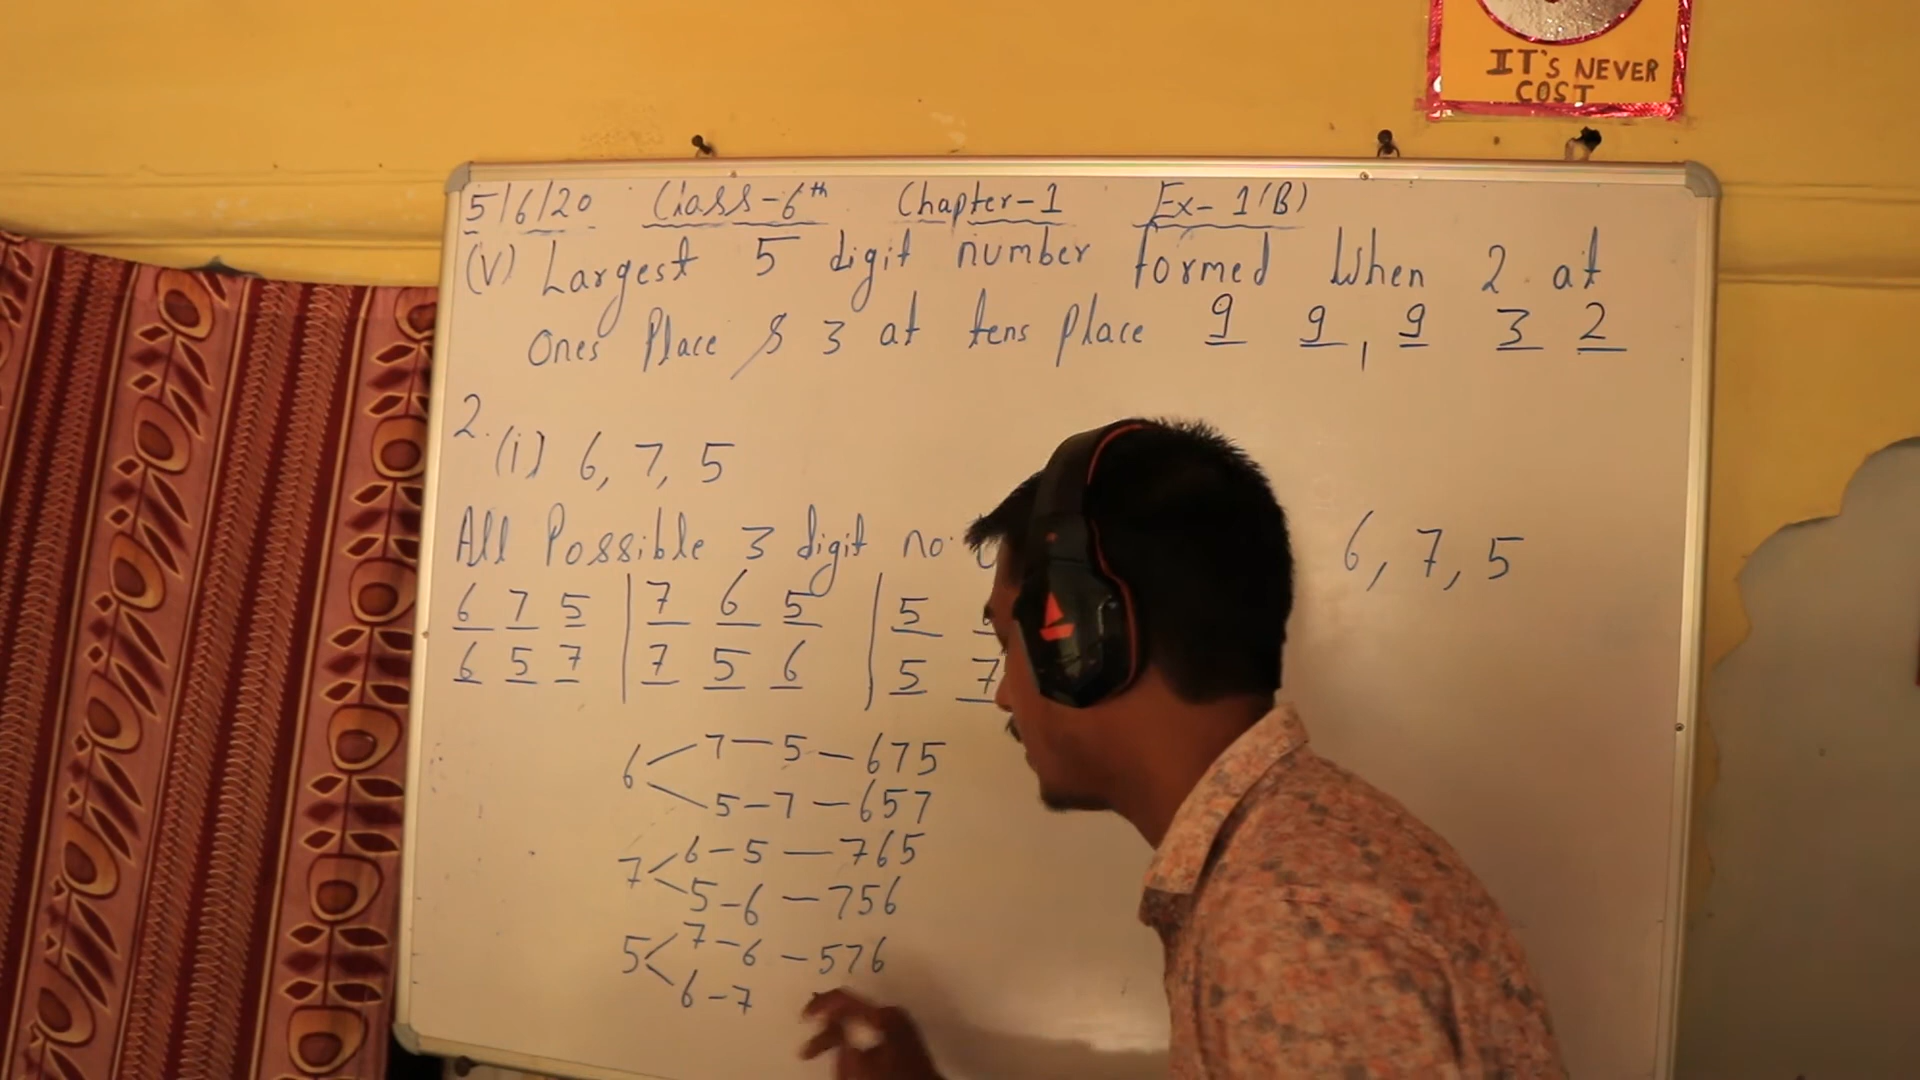 IT'S NEVER
COST
5/6/20 Class-6th Chapter-1 Ex-1(B)
(V) Largest 5 digit number formed When 2 at
Ones Place & 3 at tens place 9 9, 9 3 2
2.
(i) 6, 7, 5
All Possible 3 digit no. 6, 7, 5
6 7 5 | 7 6 5 | 5
6 5 7 | 7 5 6 | 5 7
6 7-5-675
5-7-657
7 6-5-765
5-6-756
5 7-6-576
6-7